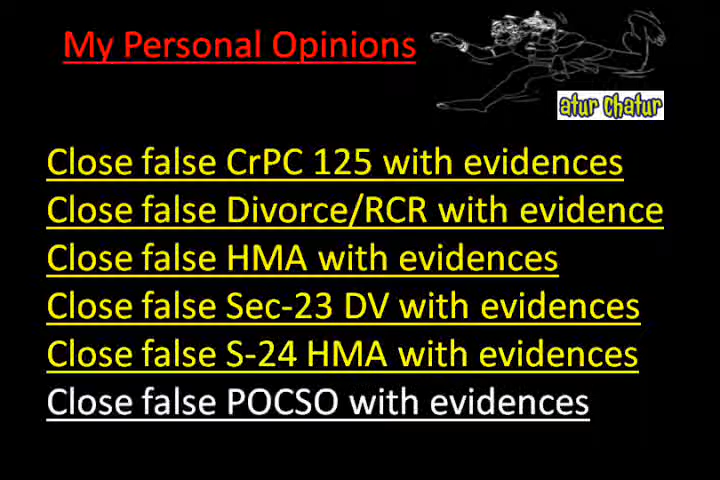 My Personal Opinions
atur Chatur
Close false CrPC 125 with evidences
Close false Divorce/RCR with evidence
Close false HMA with evidences
Close false Sec-23 DV with evidences
Close false S-24 HMA with evidences
Close false POCSO with evidences